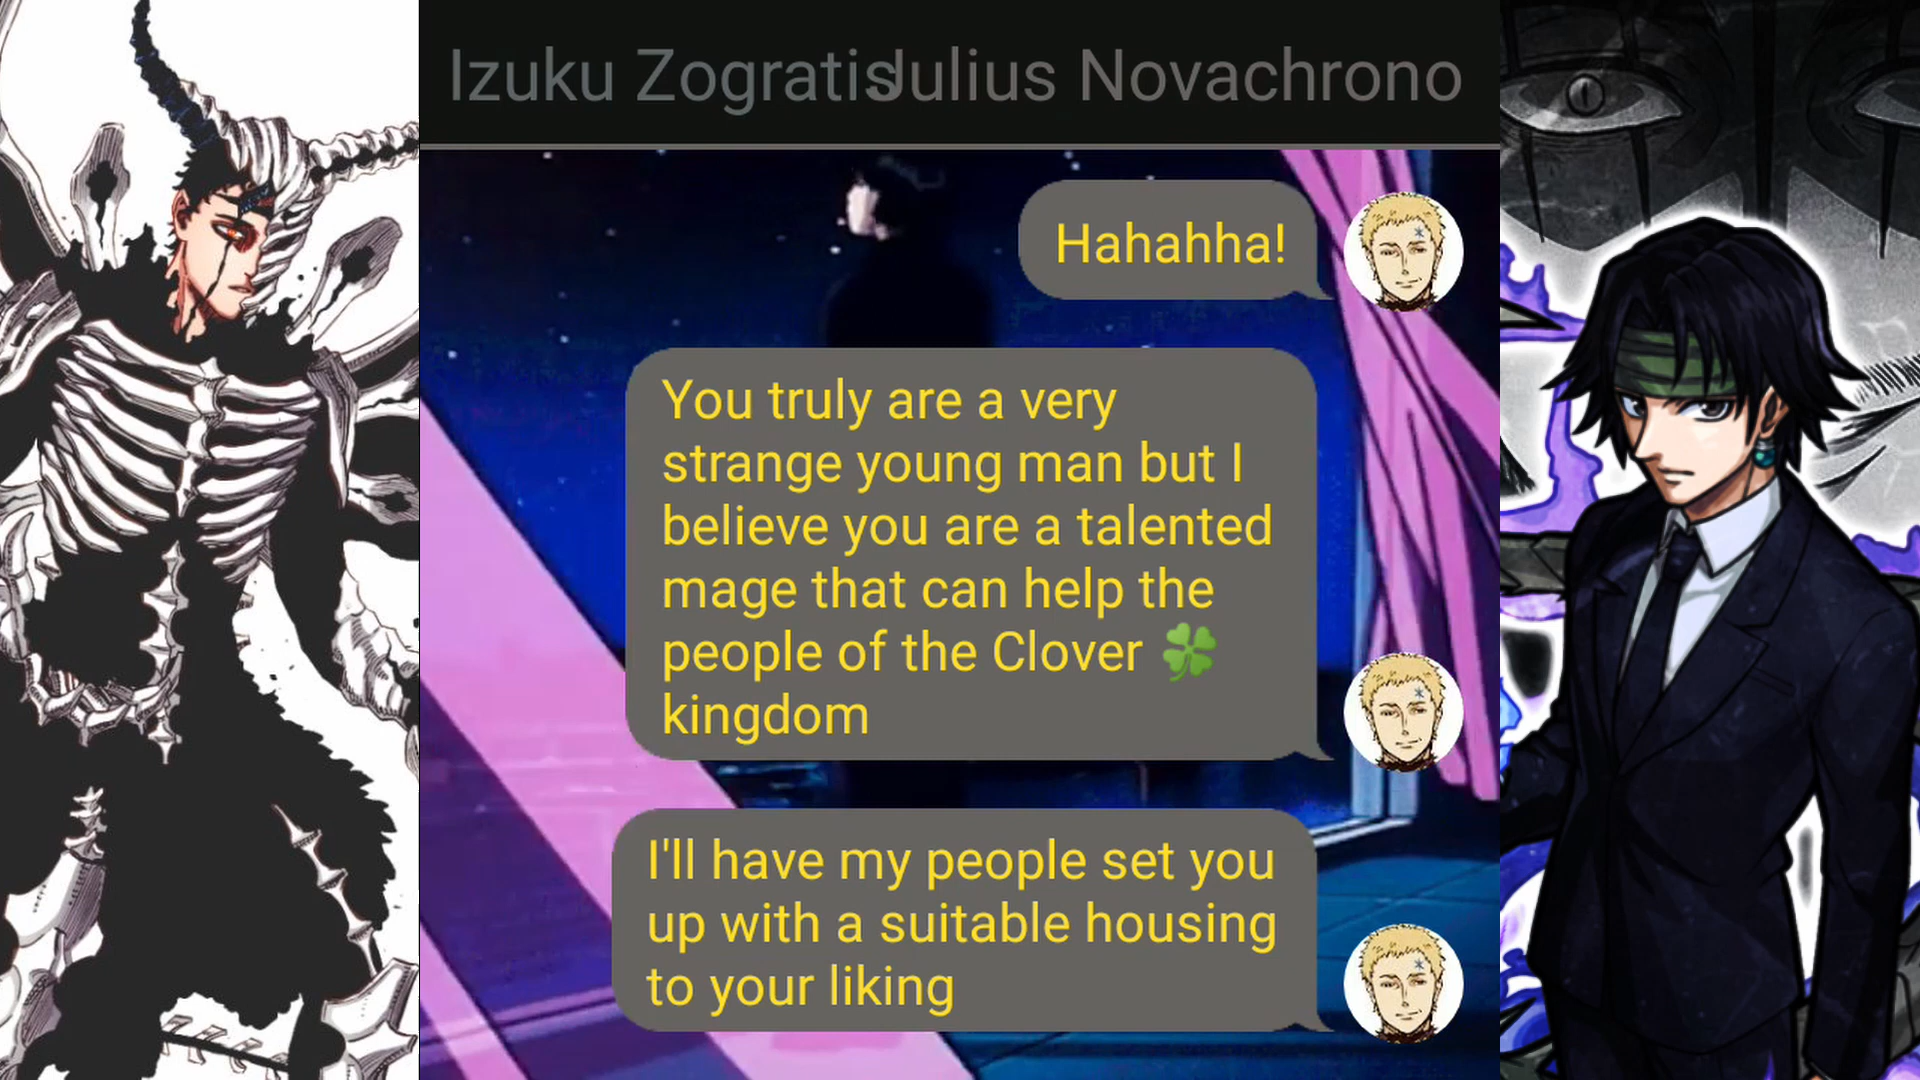 Izuku Zogratis Julius Novachrono
Hahahha!
You truly are a very
strange young man but I
believe you are a talented
mage that can help the
people of the Clover 🍀
kingdom
I'll have my people set you
up with a suitable housing
to your liking